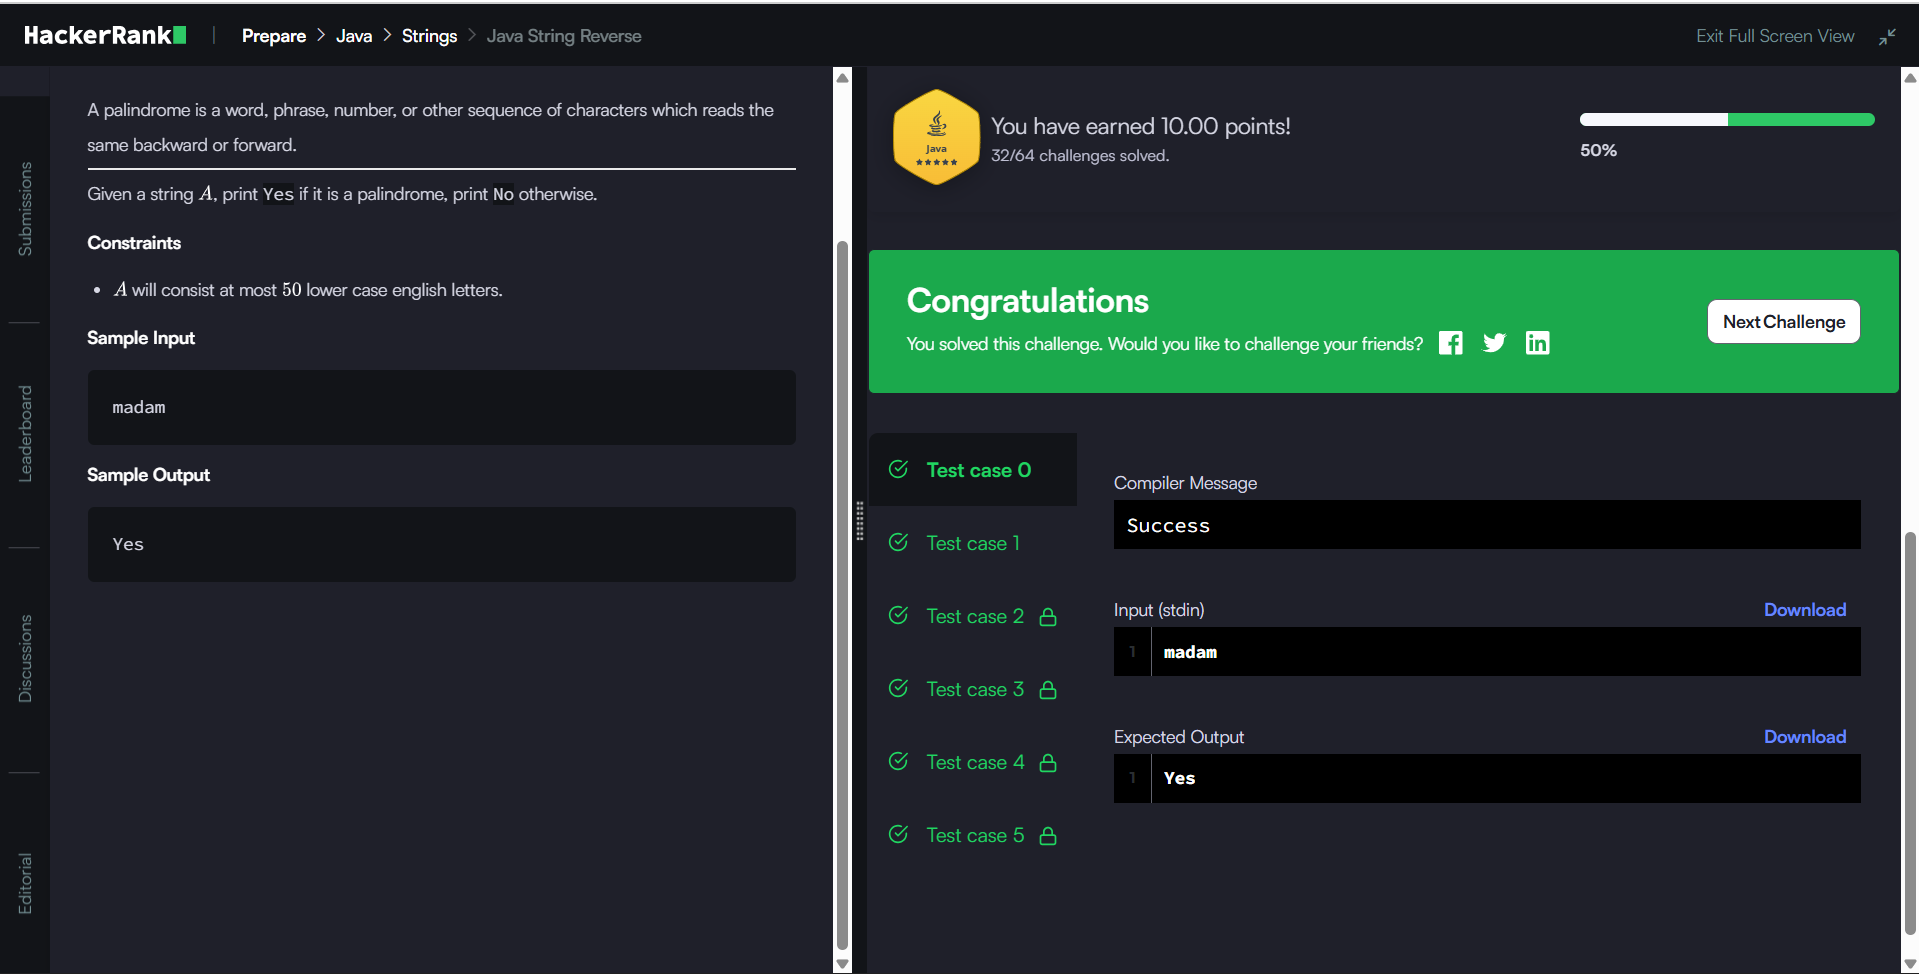 HackerRank
Prepare > Java > Strings > Java String Reverse
Exit Full Screen View
Submissions
Leaderboard
Discussions
Editorial
A palindrome is a word, phrase, number, or other sequence of characters which reads the
same backward or forward.
Given a string A, print Yes if it is a palindrome, print No otherwise.
Constraints
• A will consist at most 50 lower case english letters.
Sample Input
madam
Sample Output
Yes
Java
You have earned 10.00 points!
32/64 challenges solved.
50%
Congratulations
You solved this challenge. Would you like to challenge your friends?
Next Challenge
Test case 0
Test case 1
Test case 2
Test case 3
Test case 4
Test case 5
Compiler Message
Success
Input (stdin)
Download
1 madam
Expected Output
Download
1 Yes